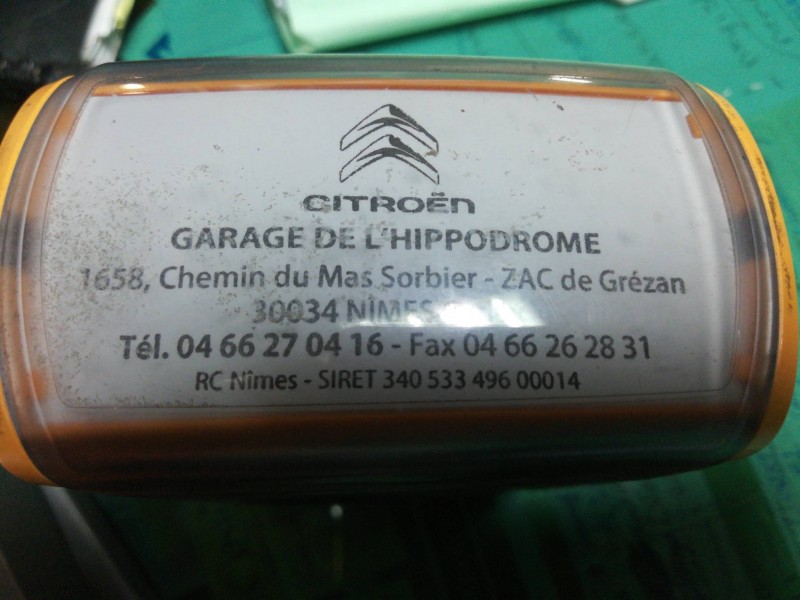 CITROËN
GARAGE DE L'HIPPODROME
1658, Chemin du Mas Sorbier - ZAC de Grézan
30034 NÎMES
Tél. 04 66 27 04 16 - Fax 04 66 26 28 31
RC Nîmes - SIRET 340 533 496 00014